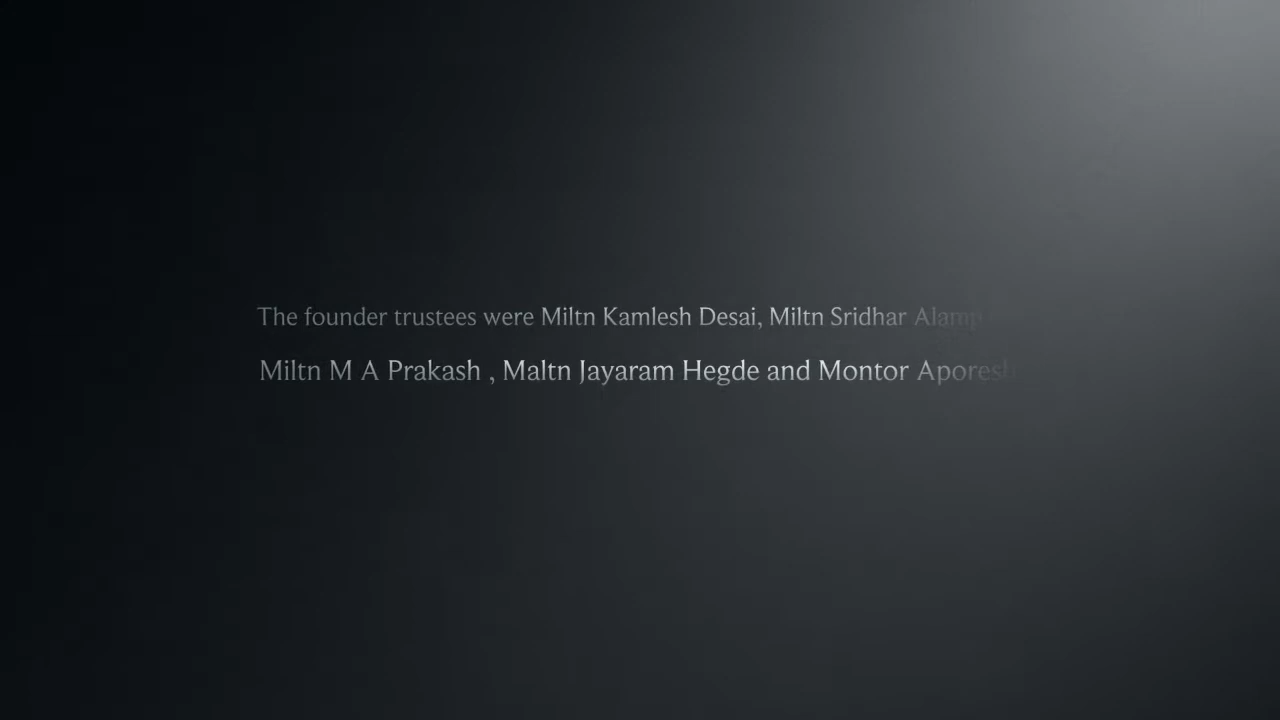 The founder trustees were Miltn Kamlesh Desai, Miltn Sridhar
Miltn M A Prakash , Maltn Jayaram Hegde and Montor